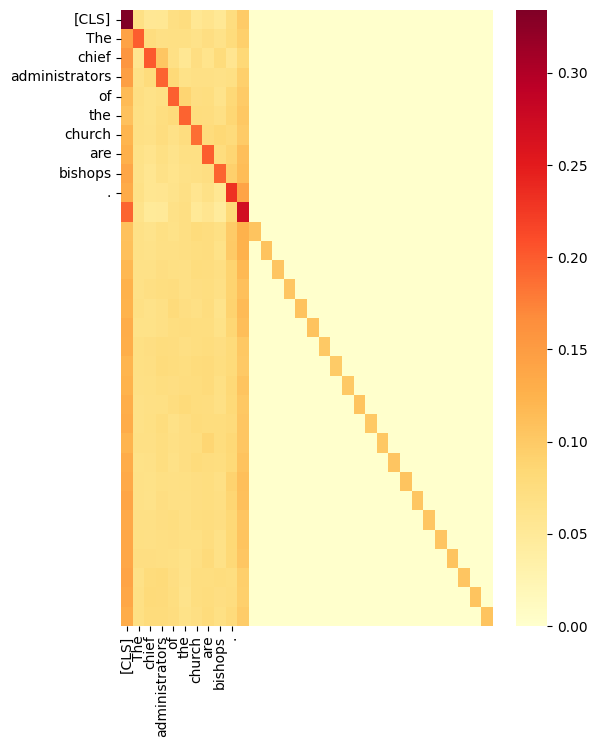 [CLS]
The
chief
administrators
of
the
church
are
bishops
.
[CLS]
The
chief
administrators
of
the
church
are
bishops
.
0.30
0.25
0.20
0.15
0.10
0.05
0.00